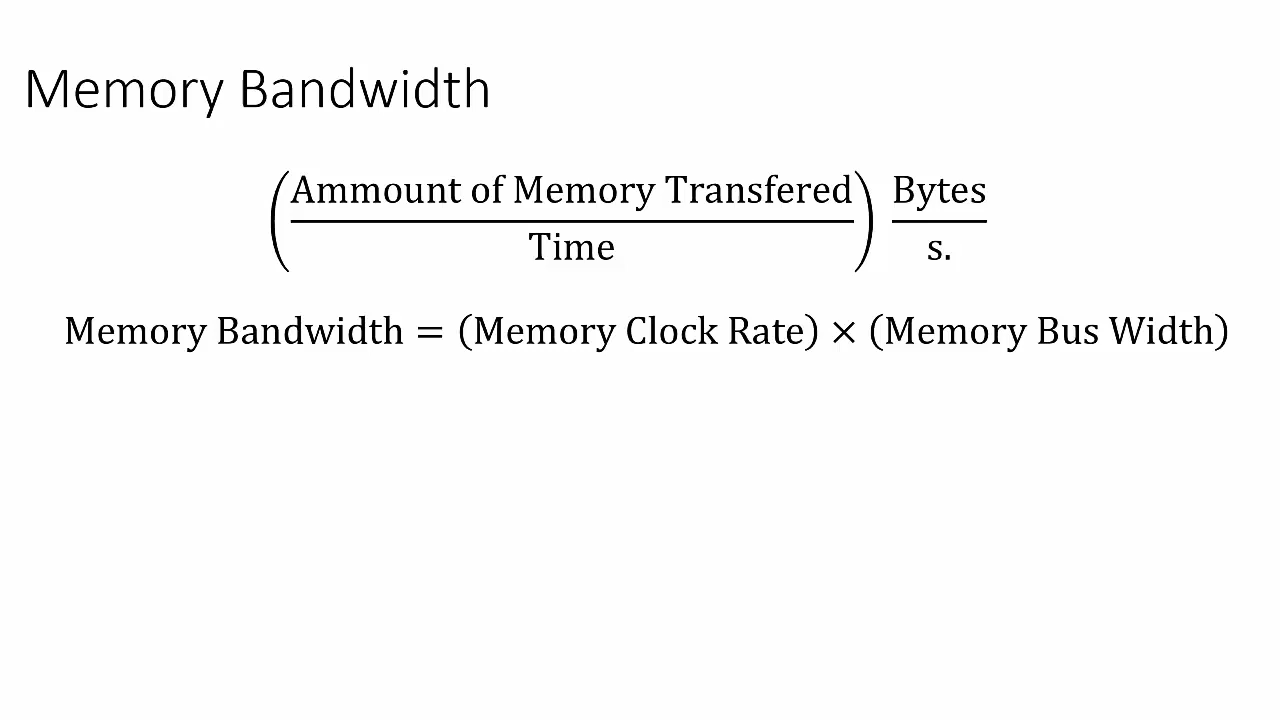 Memory Bandwidth
(Ammount of Memory Transfered / Time) Bytes / s.
Memory Bandwidth = (Memory Clock Rate) × (Memory Bus Width)